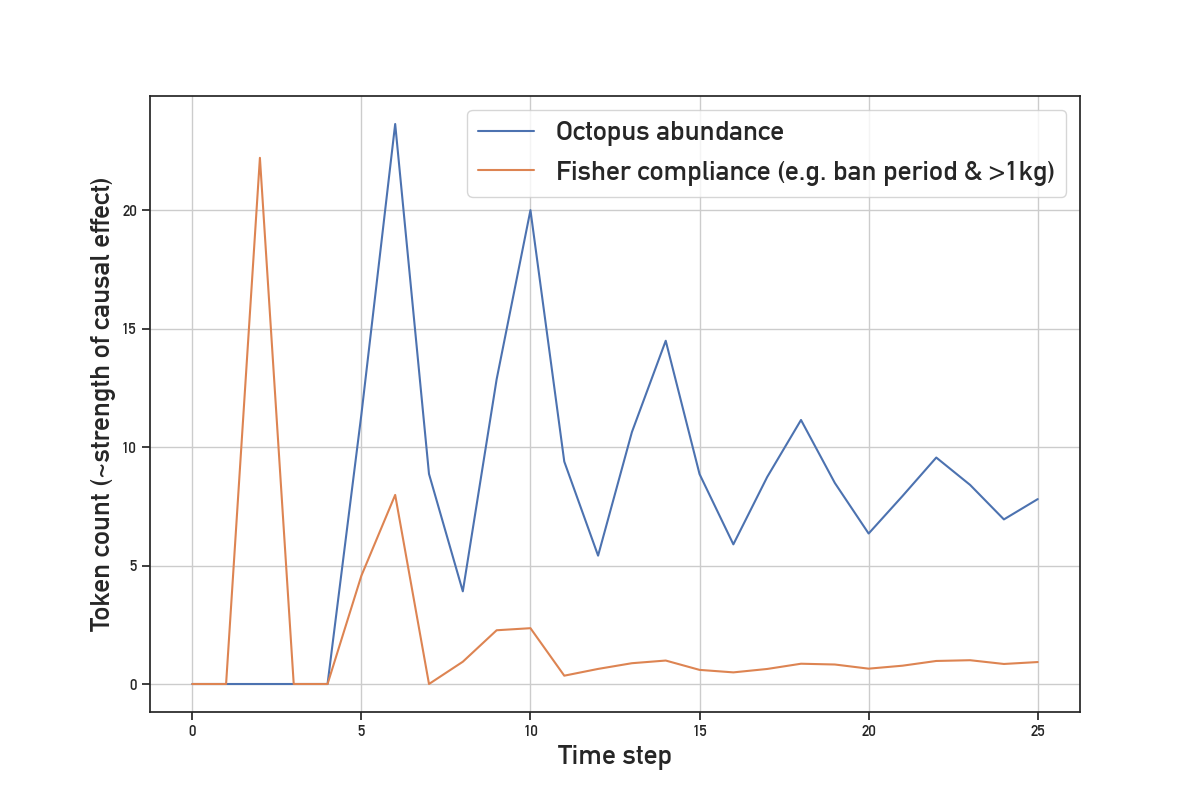 Octopus abundance
Fisher compliance (e.g. ban period & >1kg)
Token count (~strength of causal effect)
20
15
10
5
0
0 5 10 15 20 25
Time step